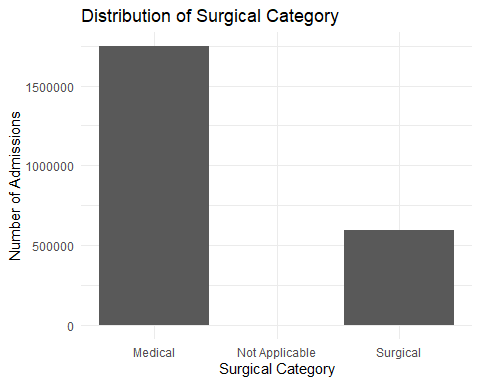 Distribution of Surgical Category
Number of Admissions
1500000
1000000
500000
0
Medical
Not Applicable
Surgical
Surgical Category